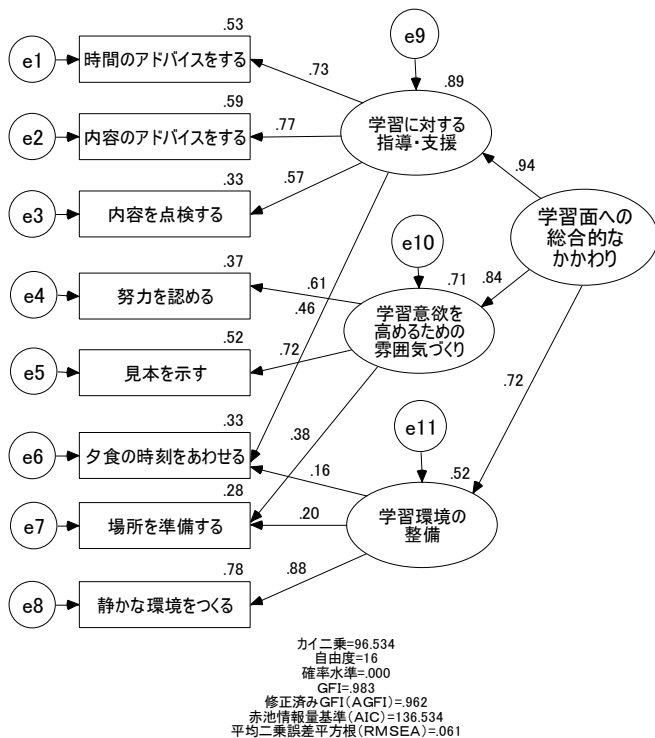 .53
e1
時間のアドバイスをする
e9
.89
.73
.59
e2
内容のアドバイスをする
.77
学習に対する
指導・支援
.94
.33
.57
e3
内容を点検する
学習面への
総合的な
かかわり
.37
e10
.71
.84
e4
努力を認める
.61
.46
学習意欲を
高めるための
雰囲気づくり
.52
.72
e5
見本を示す
.72
.33
.38
e11
e6
夕食の時刻をあわせる
.16
.52
.28
e7
場所を準備する
.20
学習環境の
整備
.78
.88
e8
静かな環境をつくる
カイ二乗=96.534
自由度=16
確率水準=.000
GFI=.983
修正済みGFI(AGFI)=.962
赤池情報量基準(AIC)=136.534
平均二乗誤差平方根(RMSEA)=.061